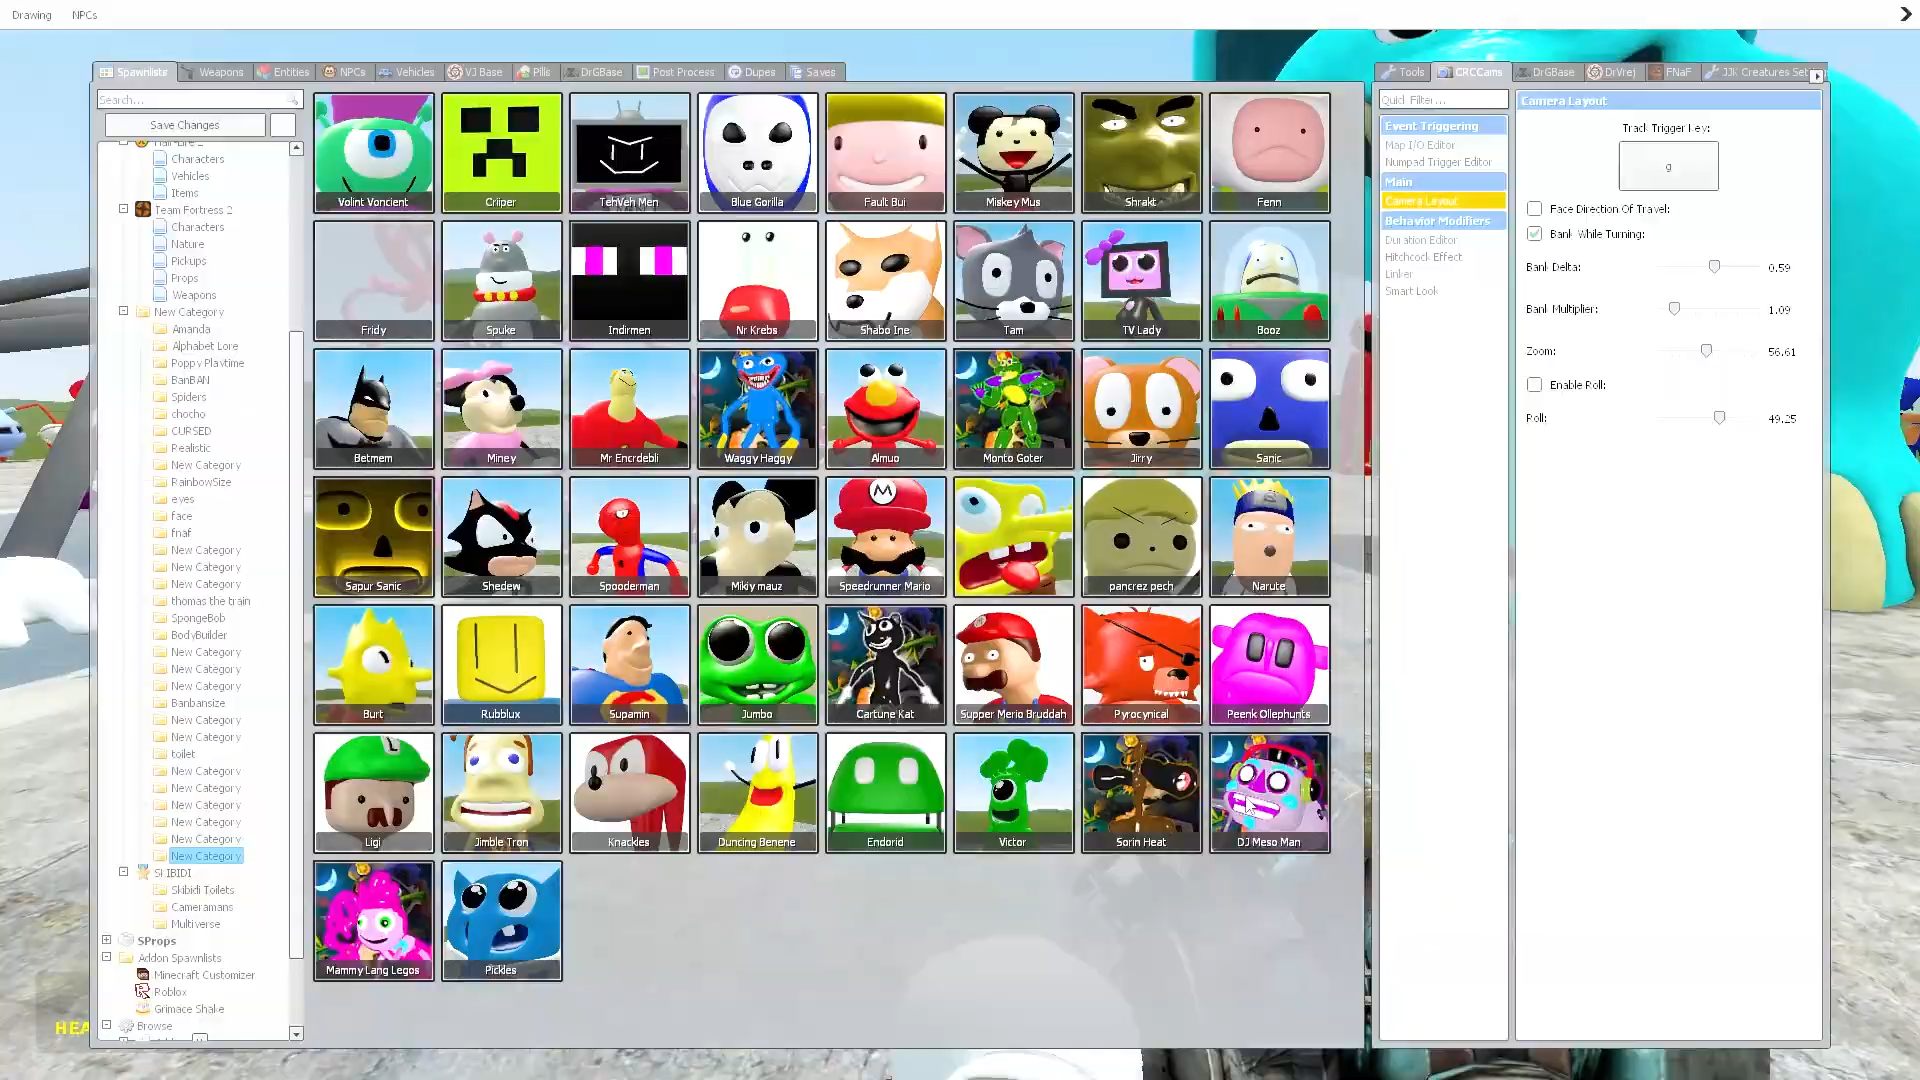 Drawing NPCs
Spawnlists Weapons Entities NPCs Vehicles VJ Base Pills DrGBase Post Process Dupes Saves
Search...
Save Changes
Characters
Vehicles
Items
Team Fortress 2
Characters
Nature
Pickups
Props
Weapons
New Category
Amanda
Alphabet Lore
Poppy Playtime
BanBAN
Spiders
chocho
CURSED
Realistic
New Category
RainbowSize
eyes
face
fnaf
New Category
New Category
New Category
thomas the train
SpongeBob
BodyBuilder
New Category
New Category
New Category
Banbansize
New Category
New Category
toilet
New Category
New Category
New Category
New Category
New Category
New Category
SKIBIDI
Skibidi Toilets
Cameramans
Multiverse
SProps
Addon Spawnlists
Minecraft Customizer
Roblox
Grimace Shake
Browse
HEA
Volint Voncient Criiper TehVeh Men Blue Gorilla Fault Bui Miskey Mus Shrakt Fenn
Fridy Spuke Indirmen Nr Krebs Shabo Ine Tam TV Lady Booz
Betmem Miney Mr Encrdebli Waggy Haggy Almuo Monto Goter Jirry Sanic
M
Sapur Sanic Shedew Spooderman Mikiy mauz Speedrunner Mario pancrez pech Narute
Burt Rubblux Supamin Jumbo Cartune Kat Supper Merio Bruddah Pyrocynical Peenk Ollephunts
L
Ligi Jimble Tron Knackles Duncing Benene Endorid Victor Sorin Heat DJ Meso Man
Mammy Lang Legos Pickles
Tools CRCCams DrGBase DrVrej FNaF JJK Creatures
Quick Filter...
Event Triggering
Map I/O Editor
Numpad Trigger Editor
Main
Camera Layout
Behavior Modifiers
Duration Editor
Hitchcock Effect
Linker
Smart Look
Camera Layout
Track Trigger Key:
g
Face Direction Of Travel:
Bank While Turning:
Bank Delta: 0.59
Bank Multiplier: 1.09
Zoom: 56.61
Enable Roll:
Roll: 49.25